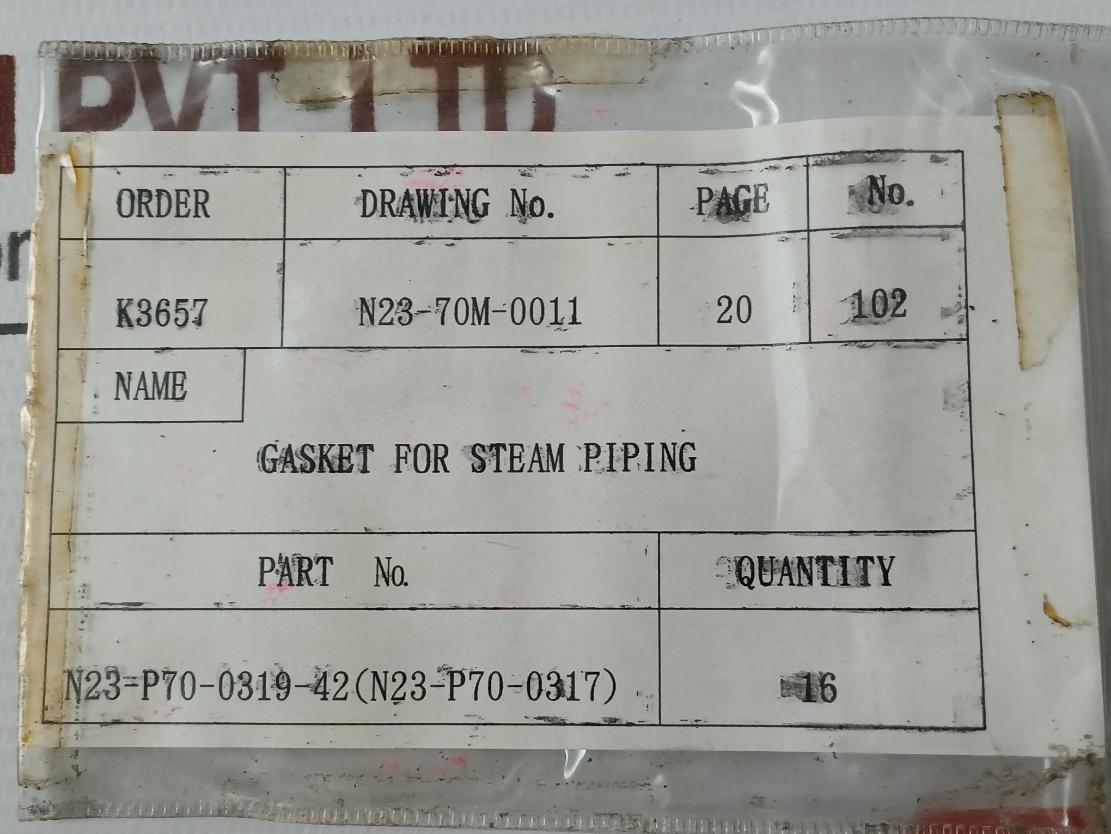 PVT LTD
ORDER DRAWING No. PAGE No.
K3657 N23-70M-0011 20 102
NAME
GASKET FOR STEAM PIPING
PART No. QUANTITY
N23-P70-0319-42(N23-P70-0317) 16